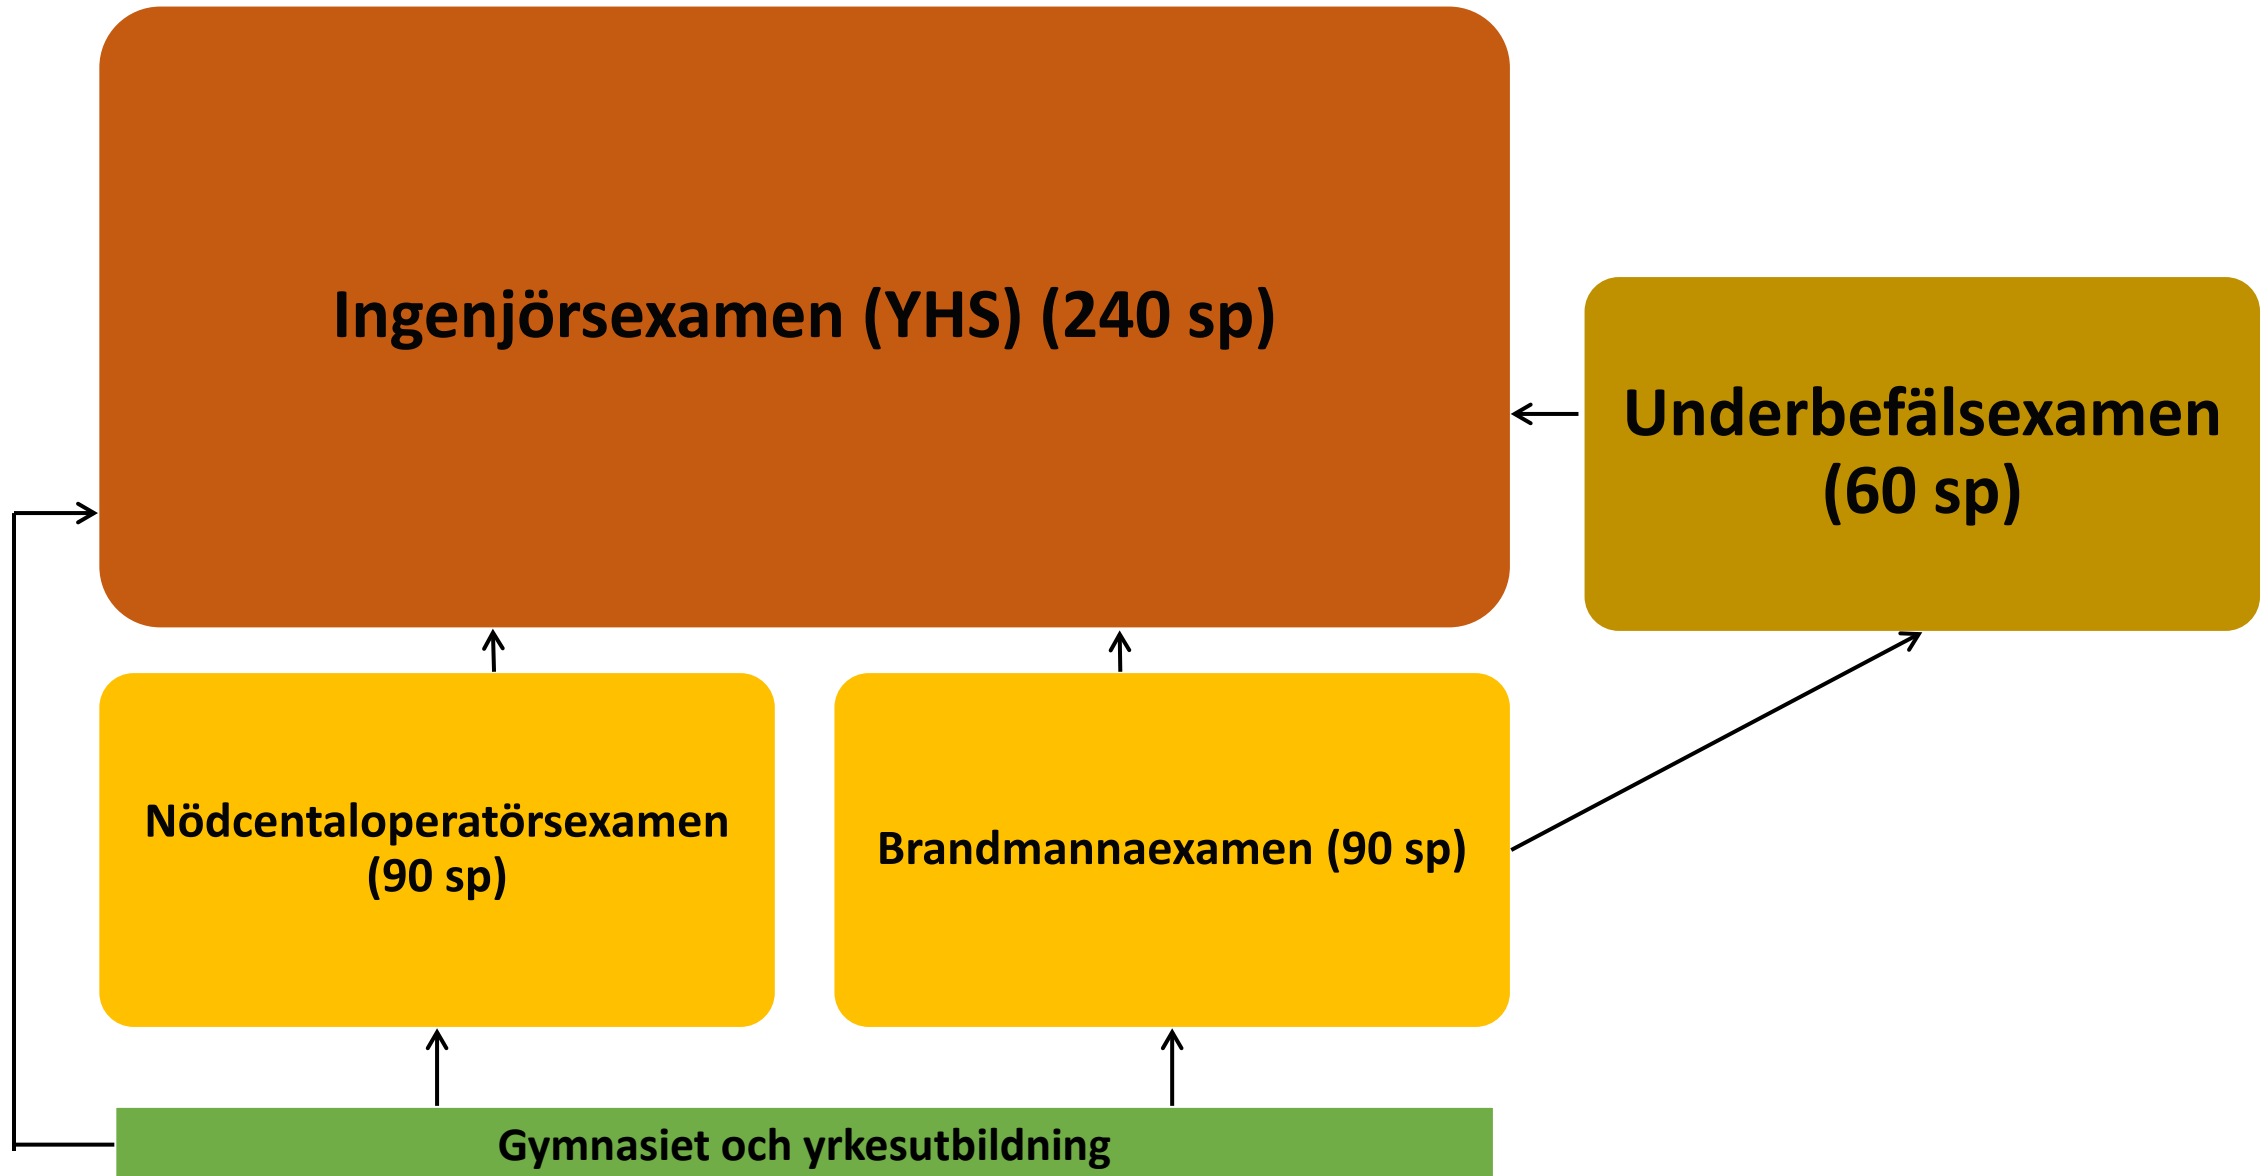 Ingenjörsexamen (YHS) (240 sp)
Underbefälsexamen
(60 sp)
Nödcentaloperatörsexamen
(90 sp)
Brandmannaexamen (90 sp)
Gymnasiet och yrkesutbildning